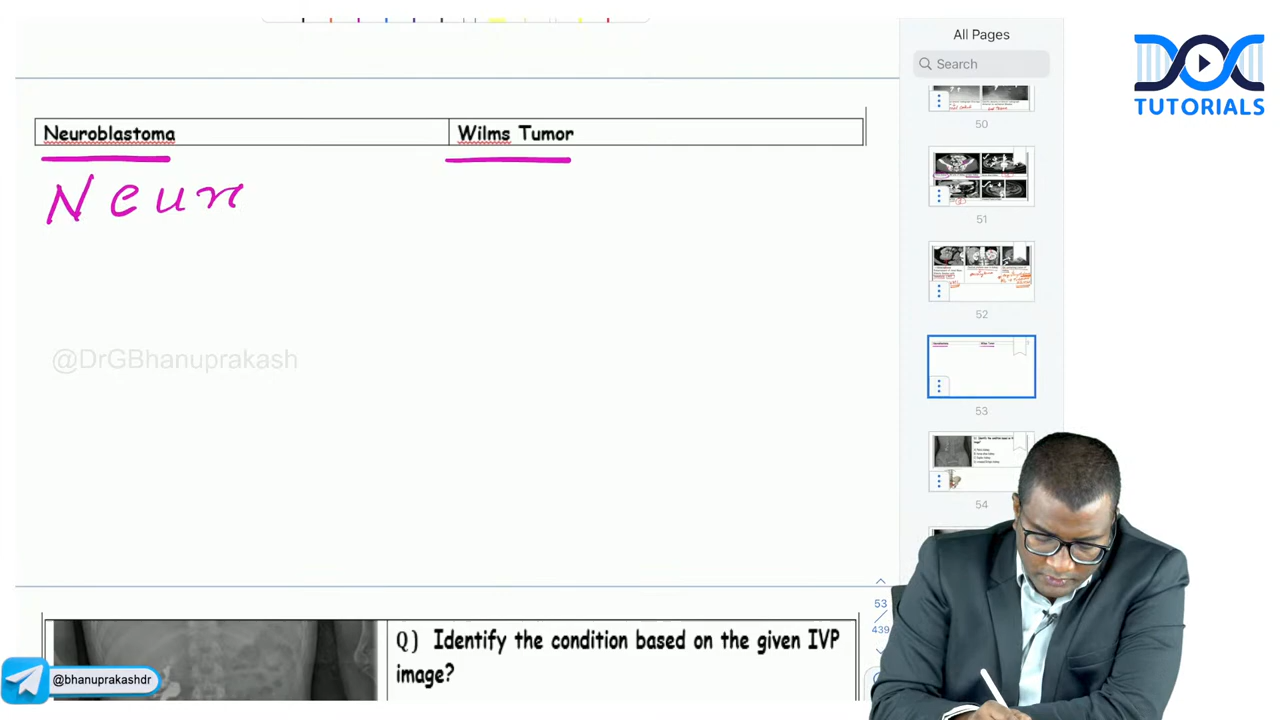 All Pages
Search
DOC
TUTORIALS
Neuroblastoma
Wilms Tumor
Neur
@DrGBhanuprakash
50
51
52
53
54
53
439
Q) Identify the condition based on the given IVP
image?
@bhanuprakashdr